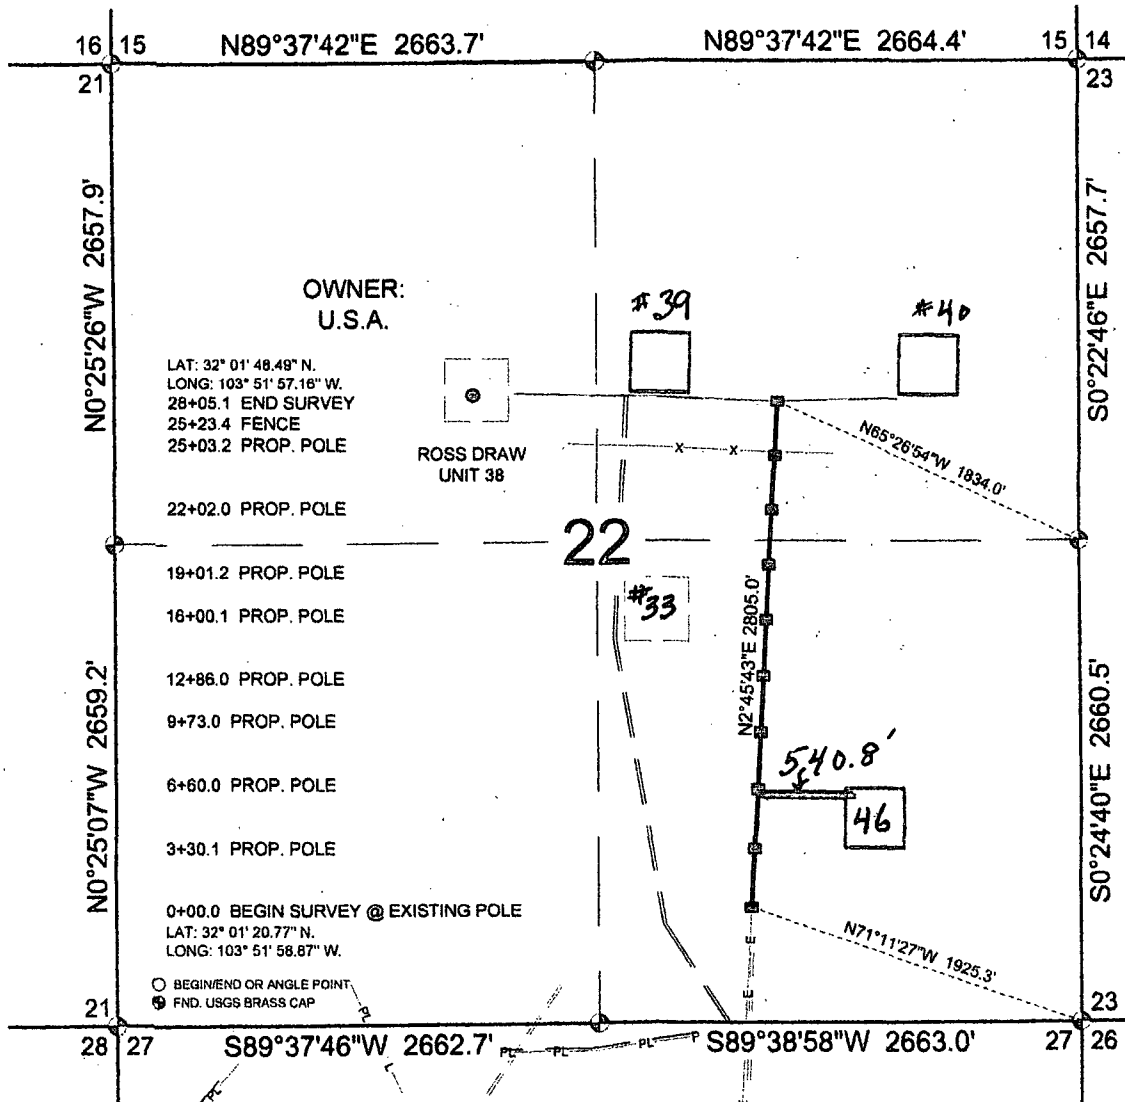 16 15
N89°37'42"E 2663.7'
N89°37'42"E 2664.4'
15 14
21
23
N0°25'26"W 2657.9'
S0°22'46"E 2657.7'
OWNER:
U.S.A.
#39
#40
LAT: 32° 01' 48.49" N.
LONG: 103° 51' 57.16" W.
28+05.1 END SURVEY
25+23.4 FENCE
25+03.2 PROP. POLE
ROSS DRAW
UNIT 38
X X
N65°26'54"W 1834.0'
22+02.0 PROP. POLE
22
19+01.2 PROP. POLE
#33
16+00.1 PROP. POLE
N2°45'43"E 2805.0'
12+86.0 PROP. POLE
9+73.0 PROP. POLE
N0°25'07"W 2659.2'
S0°24'40"E 2660.5'
6+60.0 PROP. POLE
540.8'
46
3+30.1 PROP. POLE
0+00.0 BEGIN SURVEY @ EXISTING POLE
LAT: 32° 01' 20.77" N.
LONG: 103° 51' 58.87" W.
N71°11'27"W 1925.3'
E
E
BEGIN/END OR ANGLE POINT
FND. USGS BRASS CAP
PL
21
23
28 27
S89°37'46"W 2662.7'
PL PL PL P
S89°38'58"W 2663.0'
27 26
PL
L